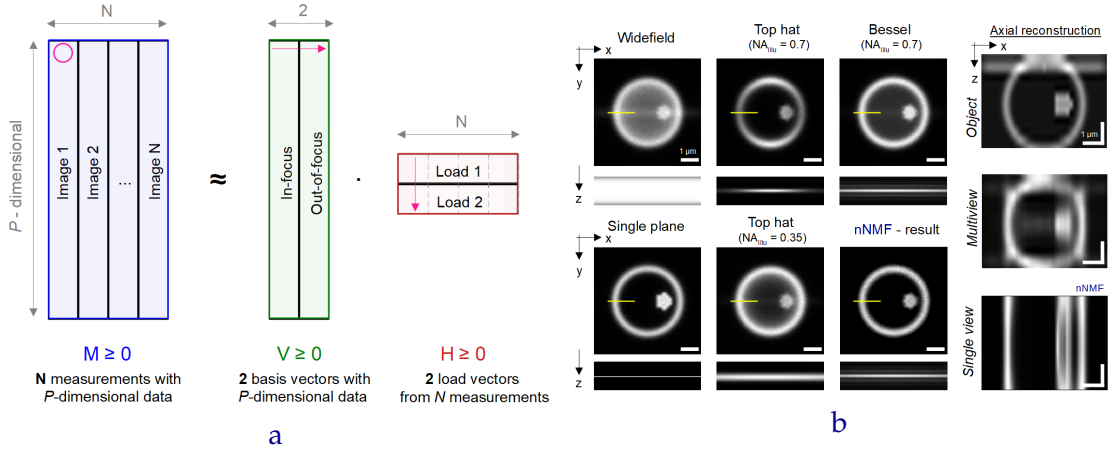 N
P - dimensional
Image 1
Image 2
...
Image N
≈
2
In-focus
Out-of-focus
·
N
Load 1
Load 2
M ≥ 0
N measurements with
P-dimensional data
V ≥ 0
2 basis vectors with
P-dimensional data
H ≥ 0
2 load vectors
from N measurements
a
Widefield
x
y
1 µm
z
Top hat
(NAillu = 0.7)
Bessel
(NAillu = 0.7)
Single plane
x
y
z
Top hat
(NAillu = 0.35)
nNMF - result
Axial reconstruction
x
z
Object
1 µm
Multiview
nNMF
Single view
b